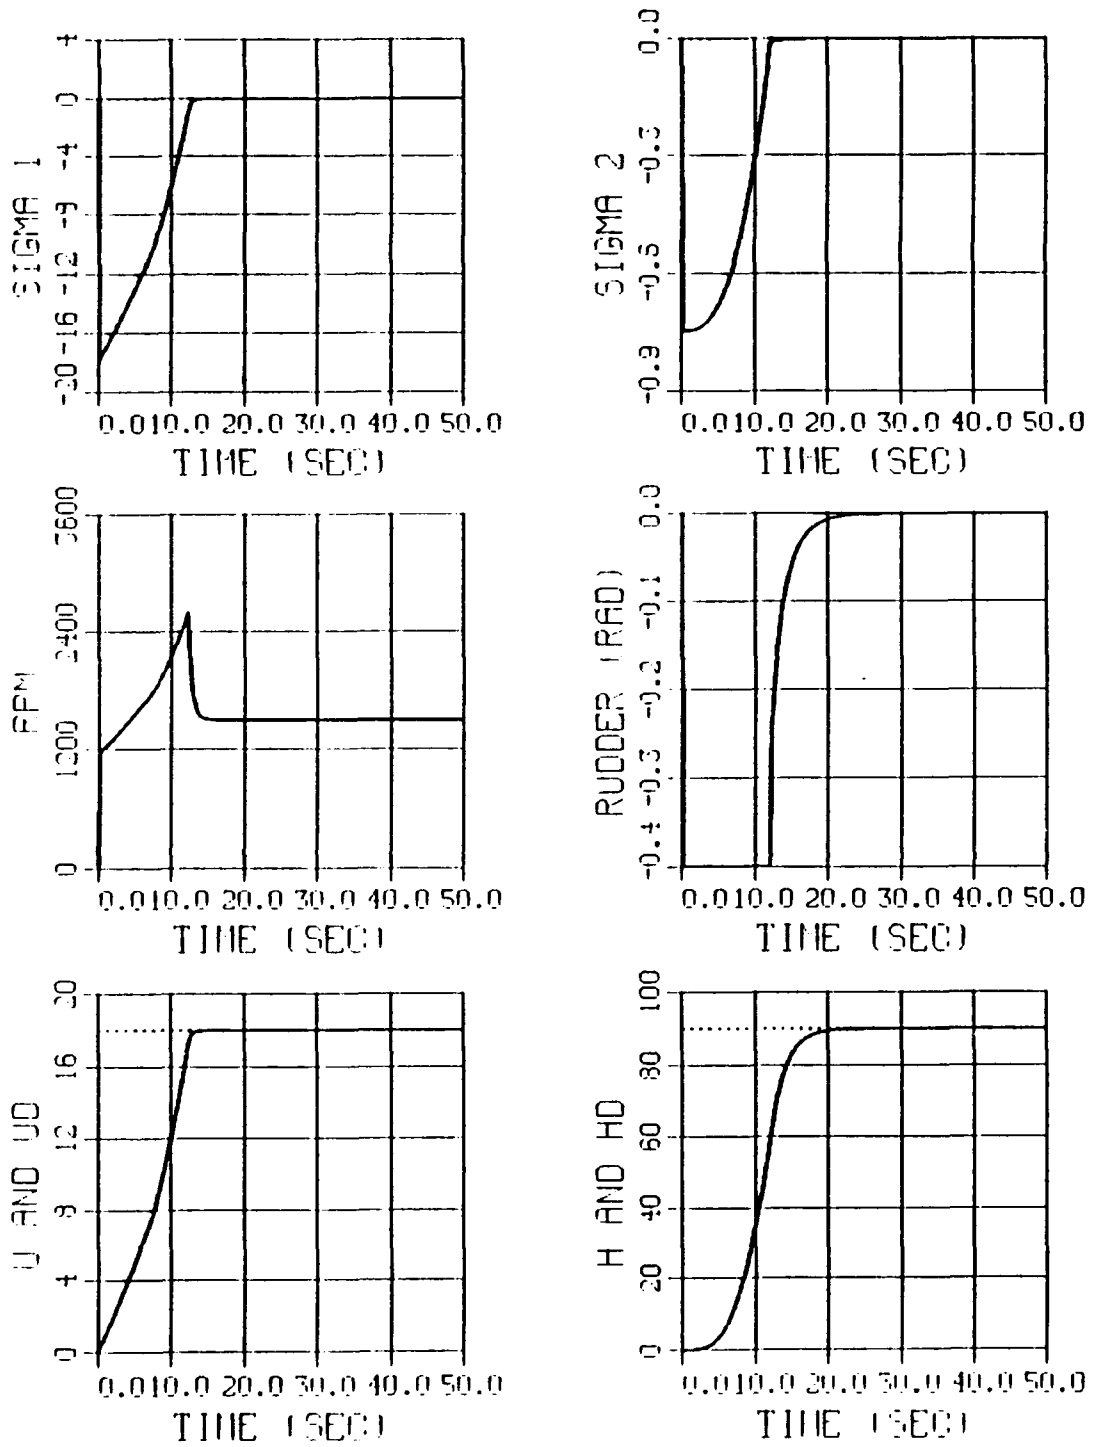 SIGMA 1
4
0
-4
-8
-12
-16
-20
0.0 10.0 20.0 30.0 40.0 50.0
TIME (SEC)
SIGMA 2
0.0
-0.3
-0.6
-0.9
0.0 10.0 20.0 30.0 40.0 50.0
TIME (SEC)
RPM
3600
2400
1200
0
0.0 10.0 20.0 30.0 40.0 50.0
TIME (SEC)
RUDDER (RAD)
0.0
-0.1
-0.2
-0.3
-0.4
0.0 10.0 20.0 30.0 40.0 50.0
TIME (SEC)
U AND UD
20
16
12
8
4
0
0.0 10.0 20.0 30.0 40.0 50.0
TIME (SEC)
H AND HD
100
80
60
40
20
0
0.0 10.0 20.0 30.0 40.0 50.0
TIME (SEC)